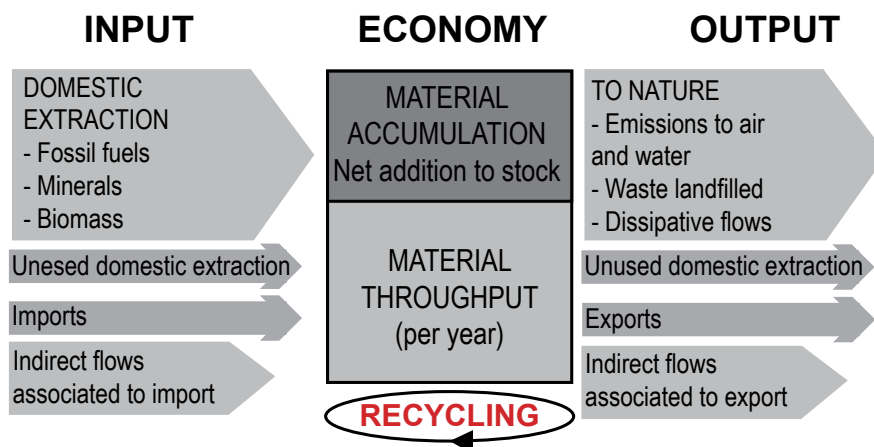 INPUT
DOMESTIC
EXTRACTION
- Fossil fuels
- Minerals
- Biomass
Unesed domestic extraction
Imports
Indirect flows
associated to import
ECONOMY
MATERIAL
ACCUMULATION
Net addition to stock
MATERIAL
THROUGHPUT
(per year)
RECYCLING
OUTPUT
TO NATURE
- Emissions to air
and water
- Waste landfilled
- Dissipative flows
Unused domestic extraction
Exports
Indirect flows
associated to export